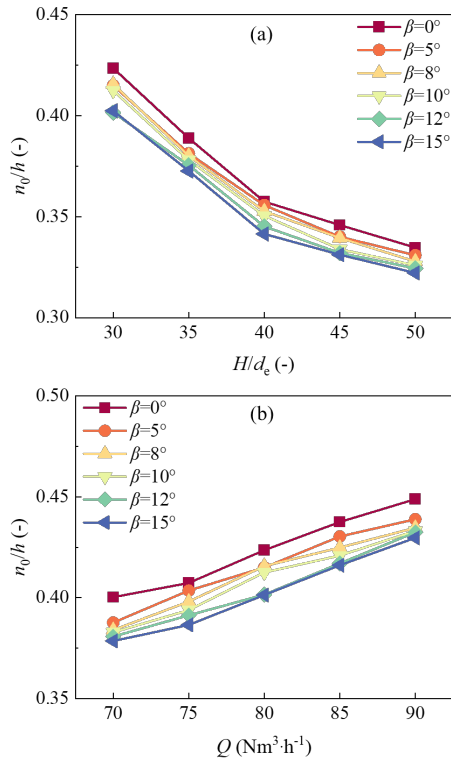 0.45
0.40
0.35
0.30
n0/h (-)
(a)
β=0°
β=5°
β=8°
β=10°
β=12°
β=15°
30 35 40 45 50
H/de (-)
0.50
0.45
0.40
0.35
n0/h (-)
β=0°
β=5°
β=8°
β=10°
β=12°
β=15°
(b)
70 75 80 85 90
Q (Nm³·h⁻¹)